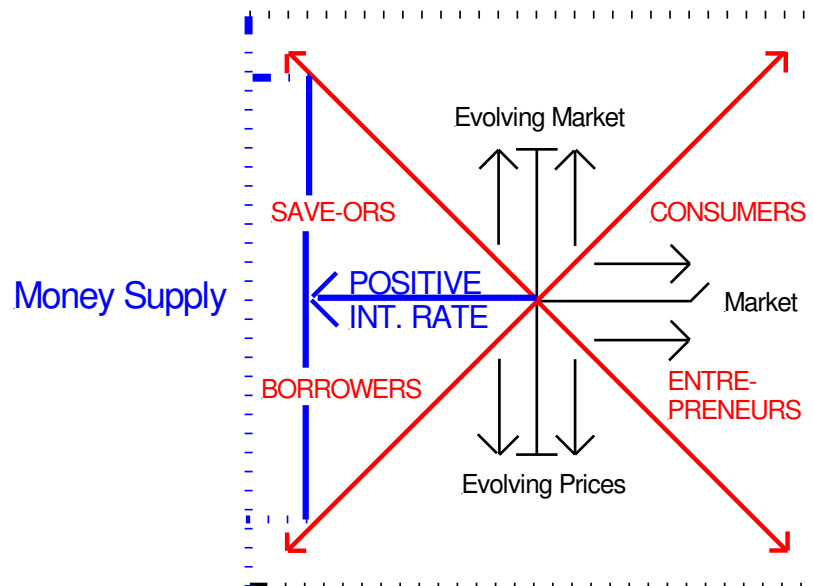 Evolving Market
SAVE-ORS
CONSUMERS
Money Supply
POSITIVE
INT. RATE
Market
BORROWERS
ENTRE-
PRENEURS
Evolving Prices